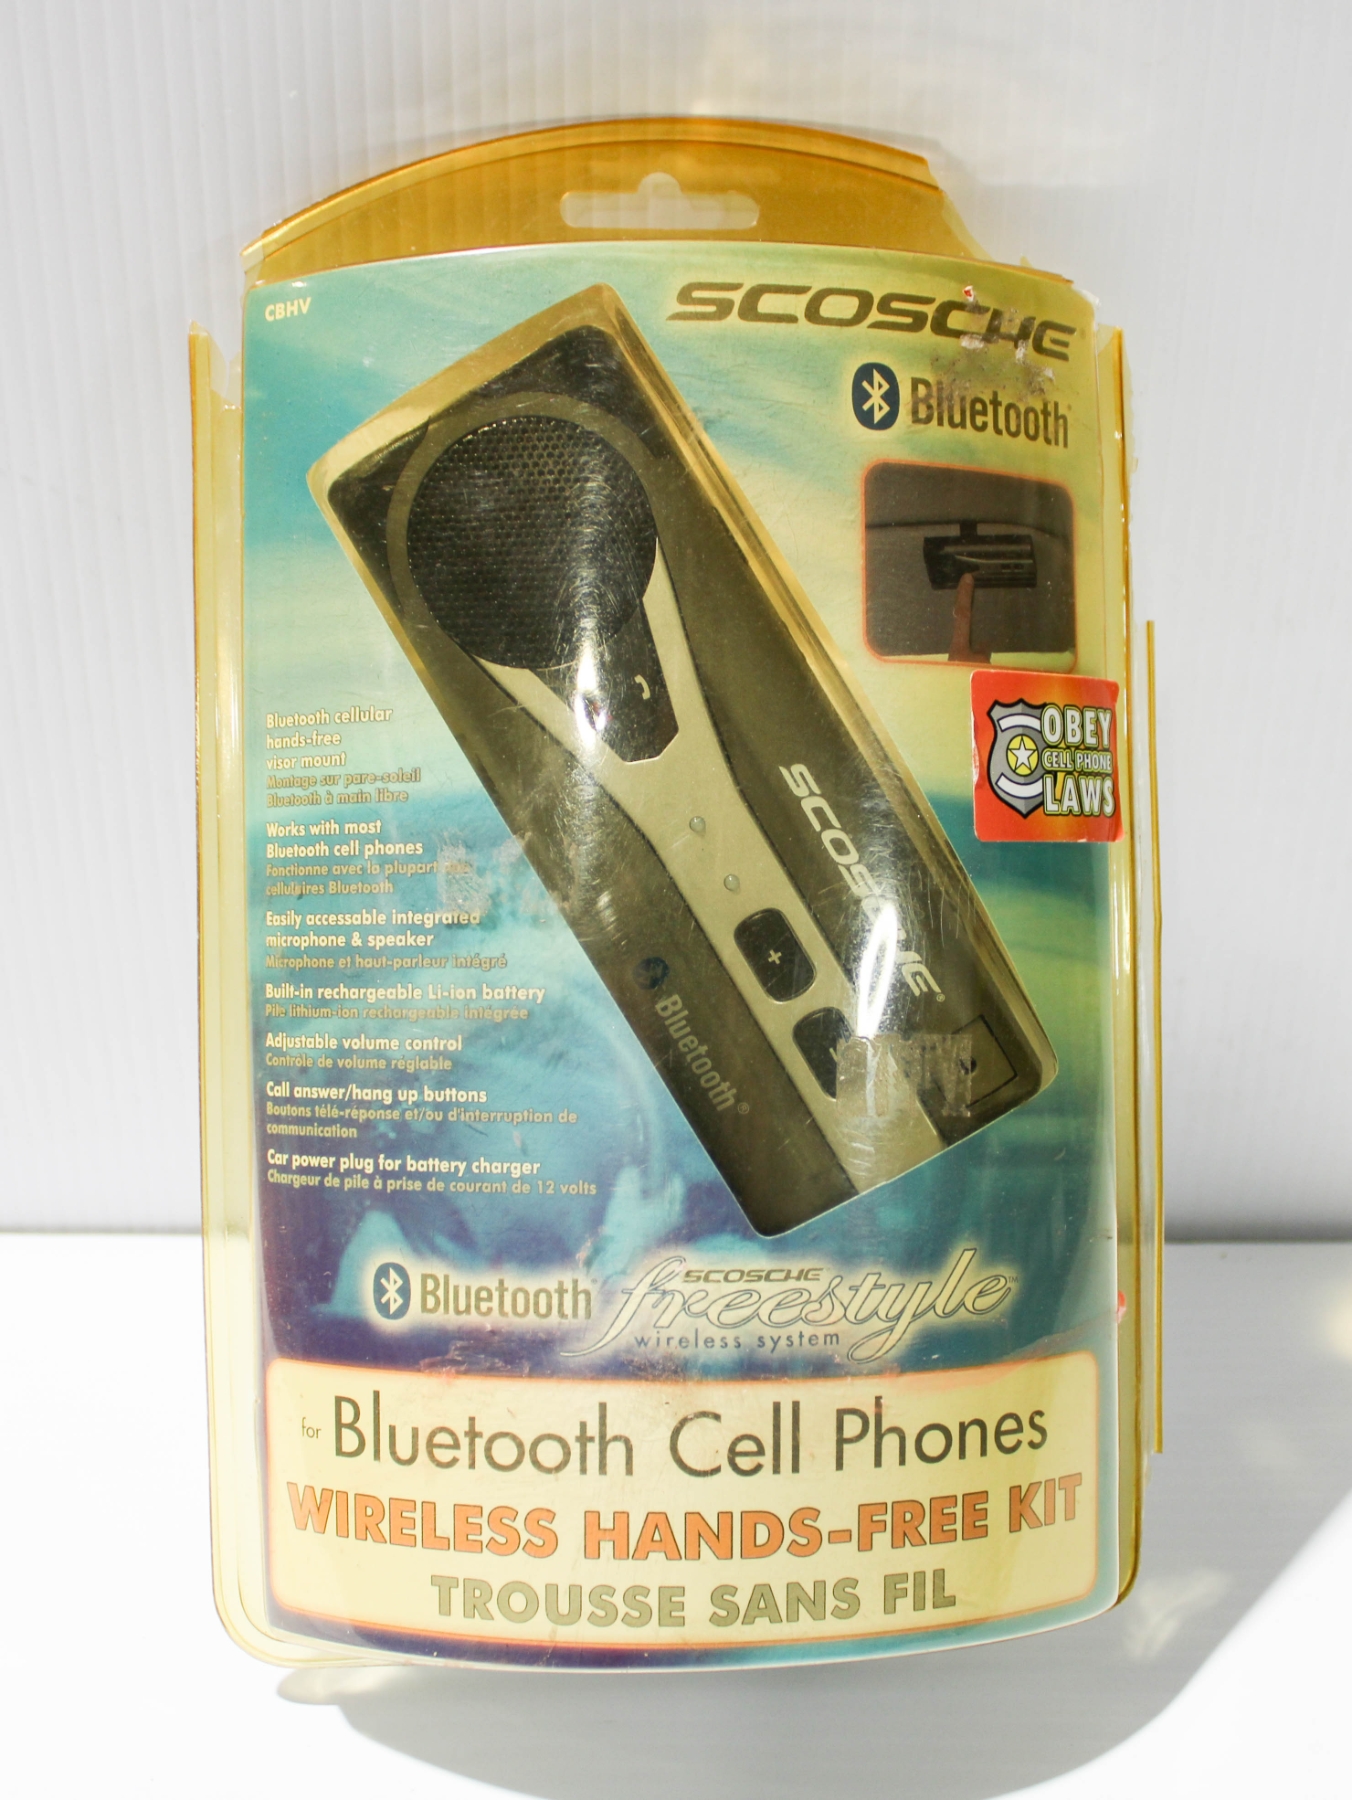 CBHV
SCOSCHE
Bluetooth
OBEY
CELL PHONE
LAWS
Bluetooth cellular
hands-free
visor mount
Montage sur pare-soleil
Bluetooth à main libre
Works with most
Bluetooth cell phones
Fonctionne avec la plupart
cellulaires Bluetooth
Easily accessable integrated
microphone & speaker
Microphone et haut-parleur intégré
Built-in rechargeable Li-ion battery
Pile lithium-ion rechargeable intégrée
Adjustable volume control
Contrôle de volume réglable
Call answer/hang up buttons
Boutons télé-réponse et/ou d'interruption de
communication
Car power plug for battery charger
Chargeur de pile à prise de courant de 12 volts
SCOSCHE®
Bluetooth®
+
Bluetooth
SCOSCHE
freestyle™
wireless system
for Bluetooth Cell Phones
WIRELESS HANDS-FREE KIT
TROUSSE SANS FIL